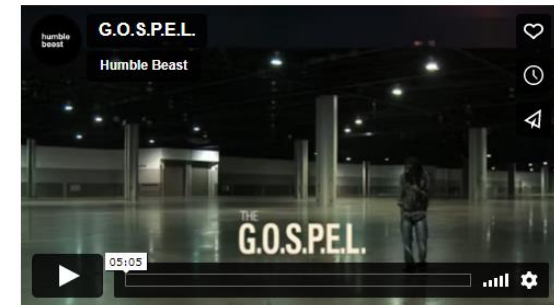 humble
beast
G.O.S.P.E.L.
Humble Beast
THE
G.O.S.P.E.L.
05:05